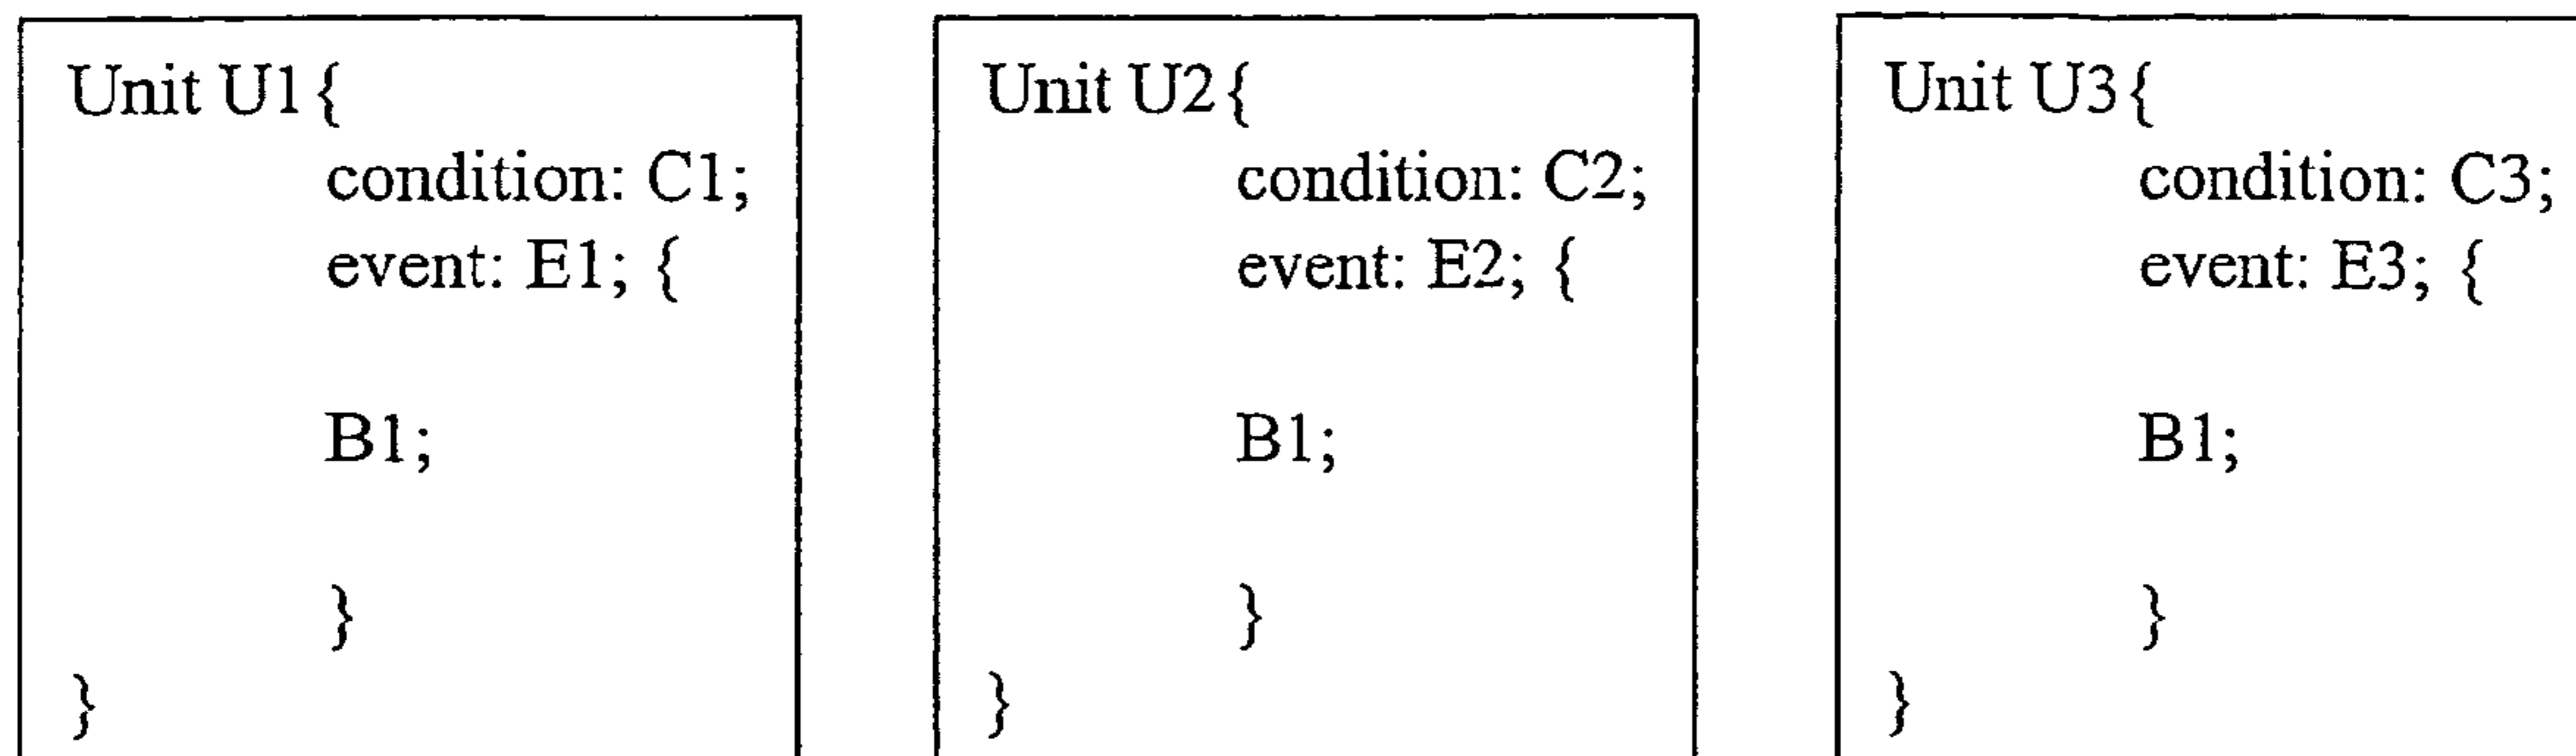 Unit U1{
condition: C1;
event: E1; {
B1;
}
}
Unit U2{
condition: C2;
event: E2; {
B1;
}
}
Unit U3{
condition: C3;
event: E3; {
B1;
}
}